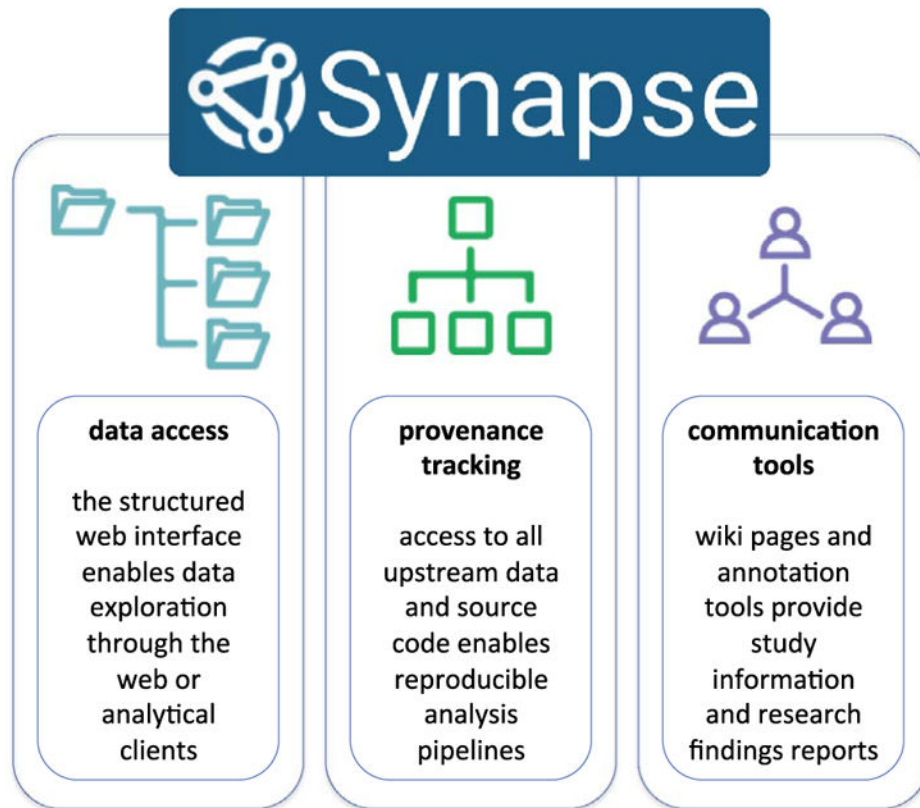 Synapse
data access
the structured
web interface
enables data
exploration
through the
web or
analytical
clients
provenance
tracking
access to all
upstream data
and source
code enables
reproducible
analysis
pipelines
communication
tools
wiki pages and
annotation
tools provide
study
information
and research
findings reports